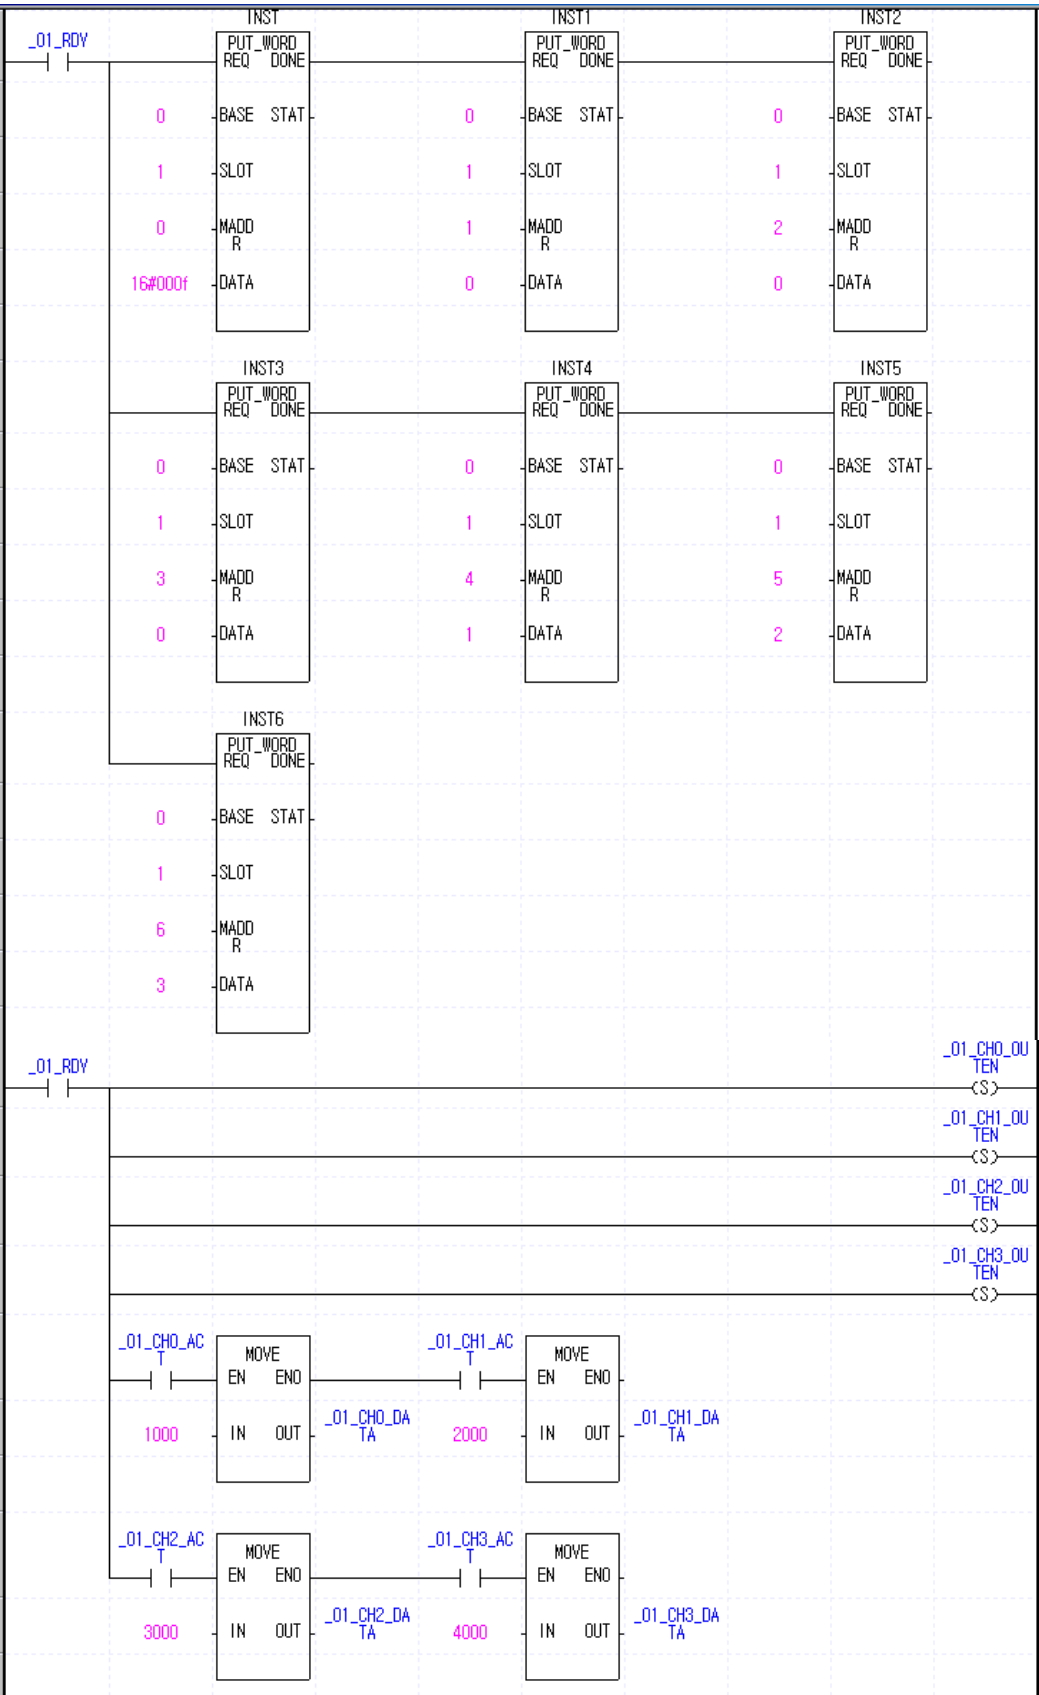 INST INST1 INST2
_01_RDY PUT_WORD PUT_WORD PUT_WORD
REQ DONE REQ DONE REQ DONE
0 BASE STAT 0 BASE STAT 0 BASE STAT
1 SLOT 1 SLOT 1 SLOT
0 MADD 1 MADD 2 MADD
R R R
16#000f DATA 0 DATA 0 DATA
INST3 INST4 INST5
PUT_WORD PUT_WORD PUT_WORD
REQ DONE REQ DONE REQ DONE
0 BASE STAT 0 BASE STAT 0 BASE STAT
1 SLOT 1 SLOT 1 SLOT
3 MADD 4 MADD 5 MADD
R R R
0 DATA 1 DATA 2 DATA
INST6
PUT_WORD
REQ DONE
0 BASE STAT
1 SLOT
6 MADD
R
3 DATA
_01_CH0_OU
_01_RDY TEN
(S)
_01_CH1_OU
TEN
(S)
_01_CH2_OU
TEN
(S)
_01_CH3_OU
TEN
(S)
_01_CH0_AC MOVE _01_CH1_AC MOVE
T T
EN ENO EN ENO
_01_CH0_DA _01_CH1_DA
1000 IN OUT TA 2000 IN OUT TA
_01_CH2_AC MOVE _01_CH3_AC MOVE
T T
EN ENO EN ENO
_01_CH2_DA _01_CH3_DA
3000 IN OUT TA 4000 IN OUT TA